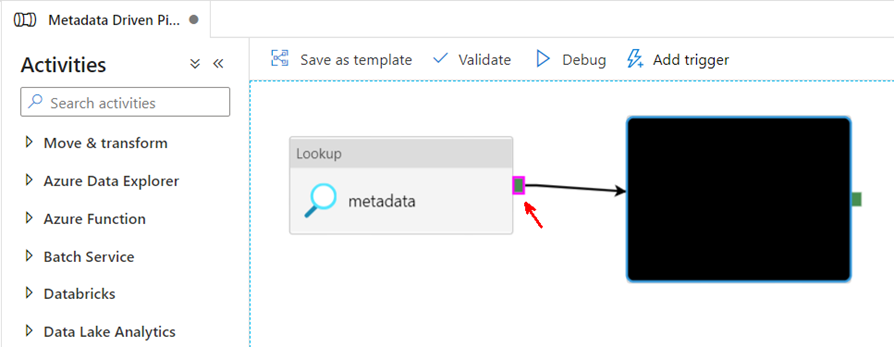 Metadata Driven Pi...
Activities
Search activities
Move & transform
Azure Data Explorer
Azure Function
Batch Service
Databricks
Data Lake Analytics
Save as template
Validate
Debug
Add trigger
Lookup
metadata